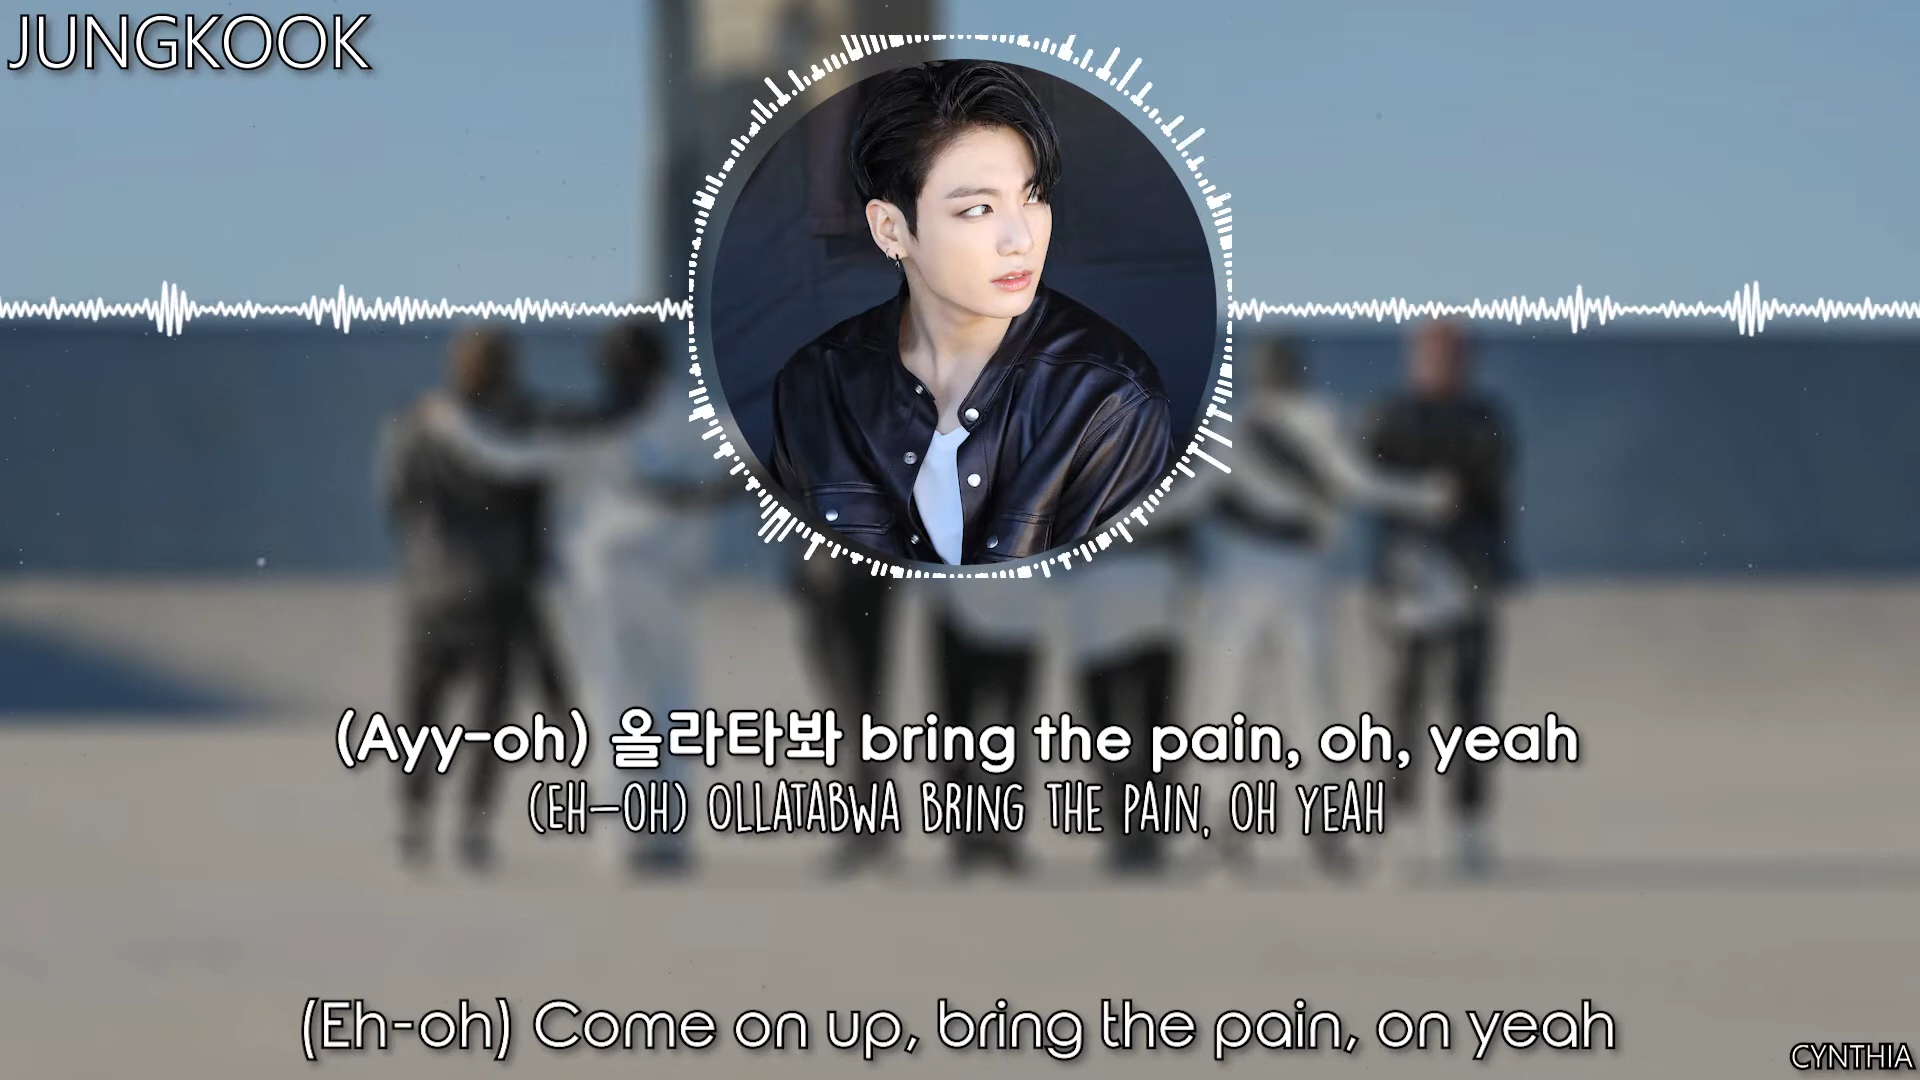 JUNGKOOK
(Ayy-oh) 올라타봐 bring the pain, oh, yeah
(EH-OH) OLLATABWA BRING THE PAIN, OH YEAH
(Eh-oh) Come on up, bring the pain, on yeah
CYNTHIA